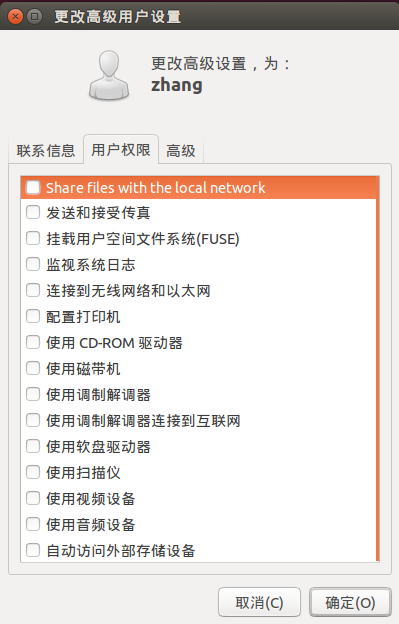 更改高级用户设置
更改高级设置，为：
zhang
联系信息 用户权限 高级
Share files with the local network
发送和接受传真
挂载用户空间文件系统(FUSE)
监视系统日志
连接到无线网络和以太网
配置打印机
使用 CD-ROM 驱动器
使用磁带机
使用调制解调器
使用调制解调器连接到互联网
使用软盘驱动器
使用扫描仪
使用视频设备
使用音频设备
自动访问外部存储设备
取消(C) 确定(O)